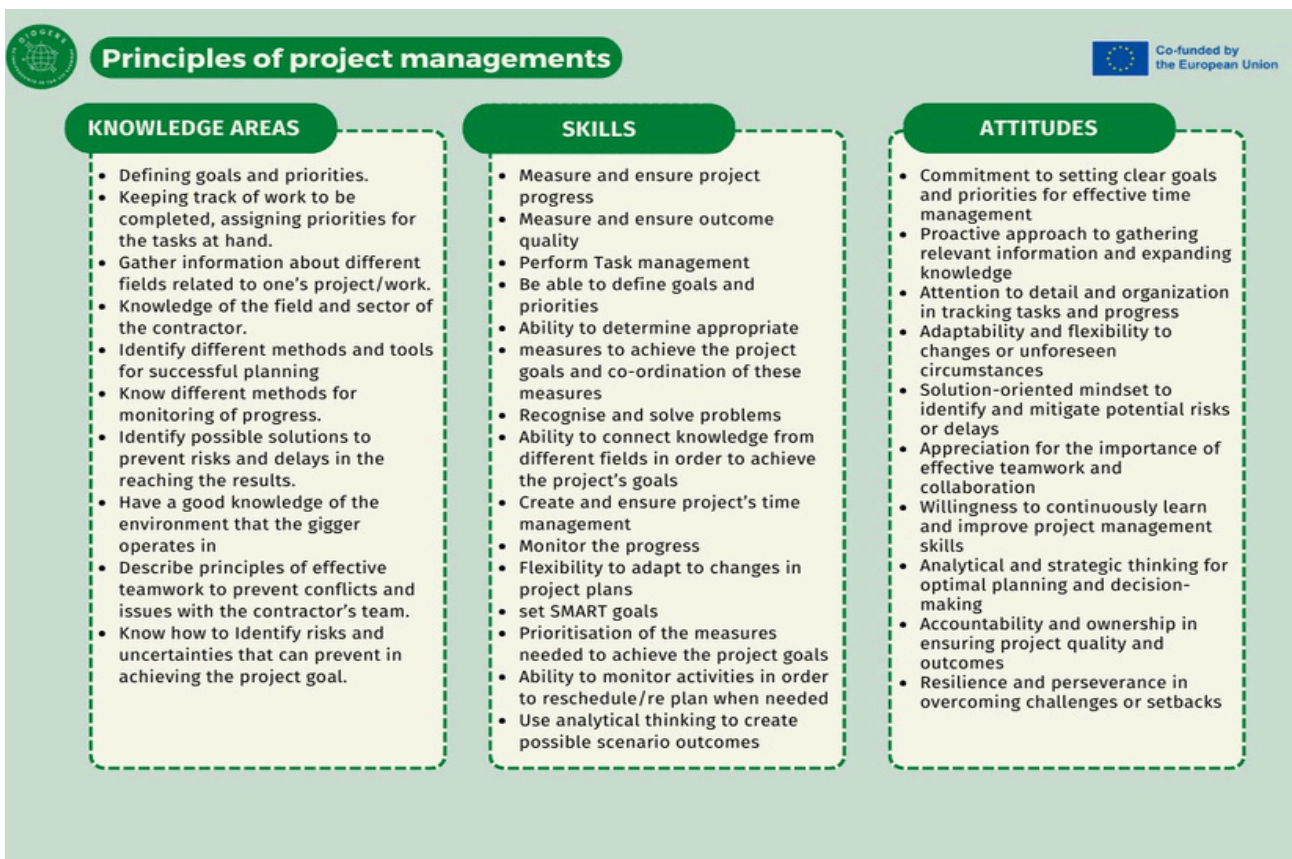 DIOGENE
Principles of project managements
Co-funded by
the European Union
KNOWLEDGE AREAS
• Defining goals and priorities.
• Keeping track of work to be
completed, assigning priorities for
the tasks at hand.
• Gather information about different
fields related to one's project/work.
• Knowledge of the field and sector of
the contractor.
• Identify different methods and tools
for successful planning
• Know different methods for
monitoring of progress.
• Identify possible solutions to
prevent risks and delays in the
reaching the results.
• Have a good knowledge of the
environment that the gigger
operates in
• Describe principles of effective
teamwork to prevent conflicts and
issues with the contractor's team.
• Know how to Identify risks and
uncertainties that can prevent in
achieving the project goal.
SKILLS
• Measure and ensure project
progress
• Measure and ensure outcome
quality
• Perform Task management
• Be able to define goals and
priorities
• Ability to determine appropriate
• measures to achieve the project
goals and co-ordination of these
measures
• Recognise and solve problems
• Ability to connect knowledge from
different fields in order to achieve
the project's goals
• Create and ensure project's time
management
• Monitor the progress
• Flexibility to adapt to changes in
project plans
• set SMART goals
• Prioritisation of the measures
needed to achieve the project goals
• Ability to monitor activities in order
to reschedule/re plan when needed
• Use analytical thinking to create
possible scenario outcomes
ATTITUDES
• Commitment to setting clear goals
and priorities for effective time
management
• Proactive approach to gathering
relevant information and expanding
knowledge
• Attention to detail and organization
in tracking tasks and progress
• Adaptability and flexibility to
changes or unforeseen
circumstances
• Solution-oriented mindset to
identify and mitigate potential risks
or delays
• Appreciation for the importance of
effective teamwork and
collaboration
• Willingness to continuously learn
and improve project management
skills
• Analytical and strategic thinking for
optimal planning and decision-
making
• Accountability and ownership in
ensuring project quality and
outcomes
• Resilience and perseverance in
overcoming challenges or setbacks